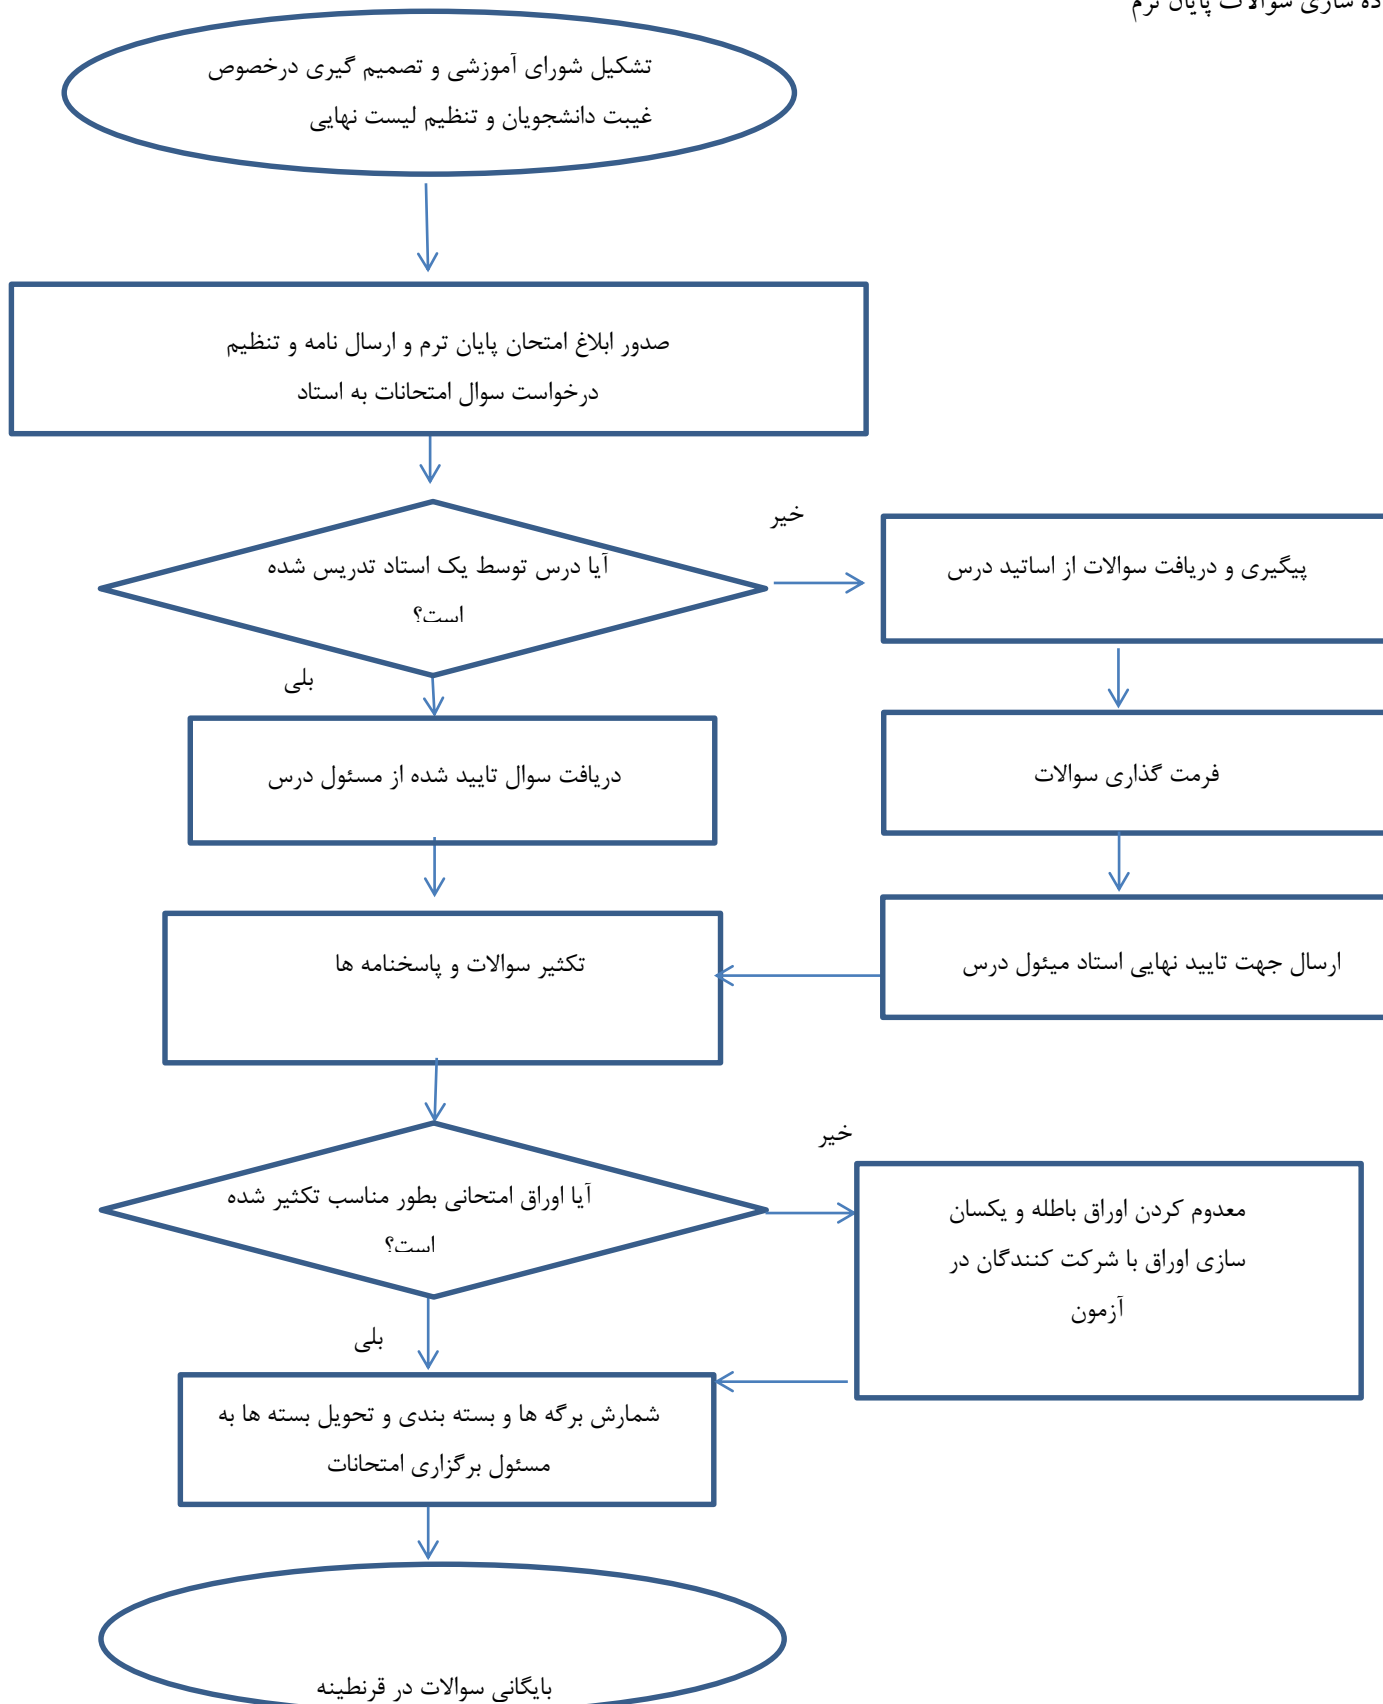 سازی سوالات پایان ترم
تشکیل شورای آموزشی و تصمیم گیری درخصوص
غیبت دانشجویان و تنظیم لیست نهایی
صدور ابلاغ امتحان پایان ترم و ارسال نامه و تنظیم
درخواست سوال امتحانات به استاد
خیر
آیا درس توسط یک استاد تدریس شده
است؟
پیگیری و دریافت سوالات از اساتید درس
بلی
دریافت سوال تایید شده از مسئول درس
فرمت گذاری سوالات
تکثیر سوالات و پاسخنامه ها
ارسال جهت تایید نهایی استاد میئول درس
خیر
آیا اوراق امتحانی بطور مناسب تکثیر شده
است؟
معدوم کردن اوراق باطله و یکسان
سازی اوراق با شرکت کنندگان در
آزمون
بلی
شمارش برگه ها و بسته بندی و تحویل بسته ها به
مسئول برگزاری امتحانات
بایگانی سوالات در قرنطینه